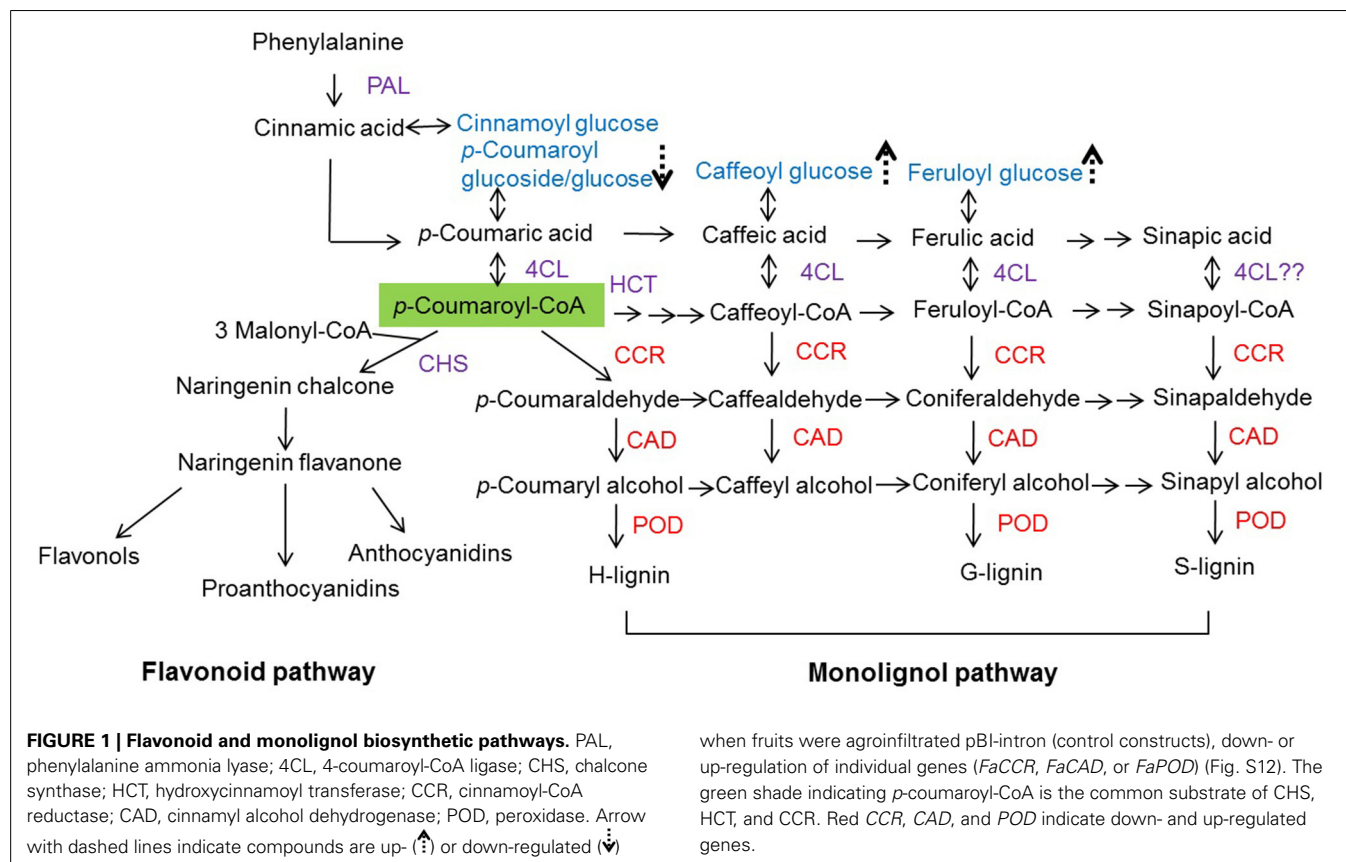 Phenylalanine
PAL
Cinnamic acid
Cinnamoyl glucose
p-Coumaroyl
glucoside/glucose
Caffeoyl glucose
Feruloyl glucose
p-Coumaric acid
Caffeic acid
Ferulic acid
Sinapic acid
4CL
HCT
4CL
4CL
4CL??
p-Coumaroyl-CoA
Caffeoyl-CoA
Feruloyl-CoA
Sinapoyl-CoA
3 Malonyl-CoA
CHS
CCR
CCR
CCR
CCR
Naringenin chalcone
p-Coumaraldehyde
Caffealdehyde
Coniferaldehyde
Sinapaldehyde
CAD
CAD
CAD
CAD
Naringenin flavanone
p-Coumaryl alcohol
Caffeyl alcohol
Coniferyl alcohol
Sinapyl alcohol
POD
POD
POD
Flavonols
Anthocyanidins
Proanthocyanidins
H-lignin
G-lignin
S-lignin
Flavonoid pathway
Monolignol pathway
FIGURE 1 | Flavonoid and monolignol biosynthetic pathways. PAL,
phenylalanine ammonia lyase; 4CL, 4-coumaroyl-CoA ligase; CHS, chalcone
synthase; HCT, hydroxycinnamoyl transferase; CCR, cinnamoyl-CoA
reductase; CAD, cinnamyl alcohol dehydrogenase; POD, peroxidase. Arrow
with dashed lines indicate compounds are up- (⇡) or down-regulated (⇣)
when fruits were agroinfiltrated pBI-intron (control constructs), down- or
up-regulation of individual genes (FaCCR, FaCAD, or FaPOD) (Fig. S12). The
green shade indicating p-coumaroyl-CoA is the common substrate of CHS,
HCT, and CCR. Red CCR, CAD, and POD indicate down- and up-regulated
genes.